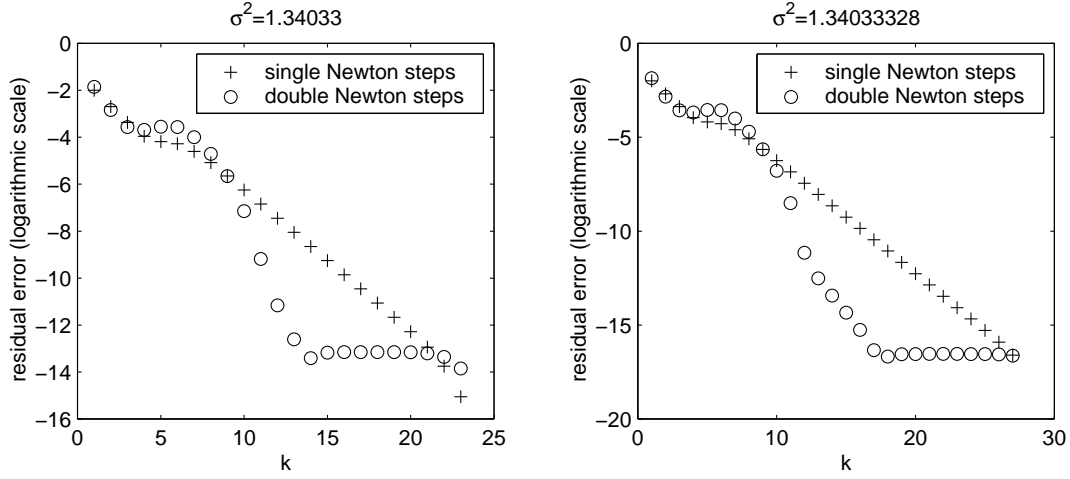 σ²=1.34033
0
−2
−4
−6
−8
−10
−12
−14
−16
residual error (logarithmic scale)
0 5 10 15 20 25
k
single Newton steps
double Newton steps
σ²=1.34033328
0
−5
−10
−15
−20
residual error (logarithmic scale)
0 10 20 30
k
single Newton steps
double Newton steps